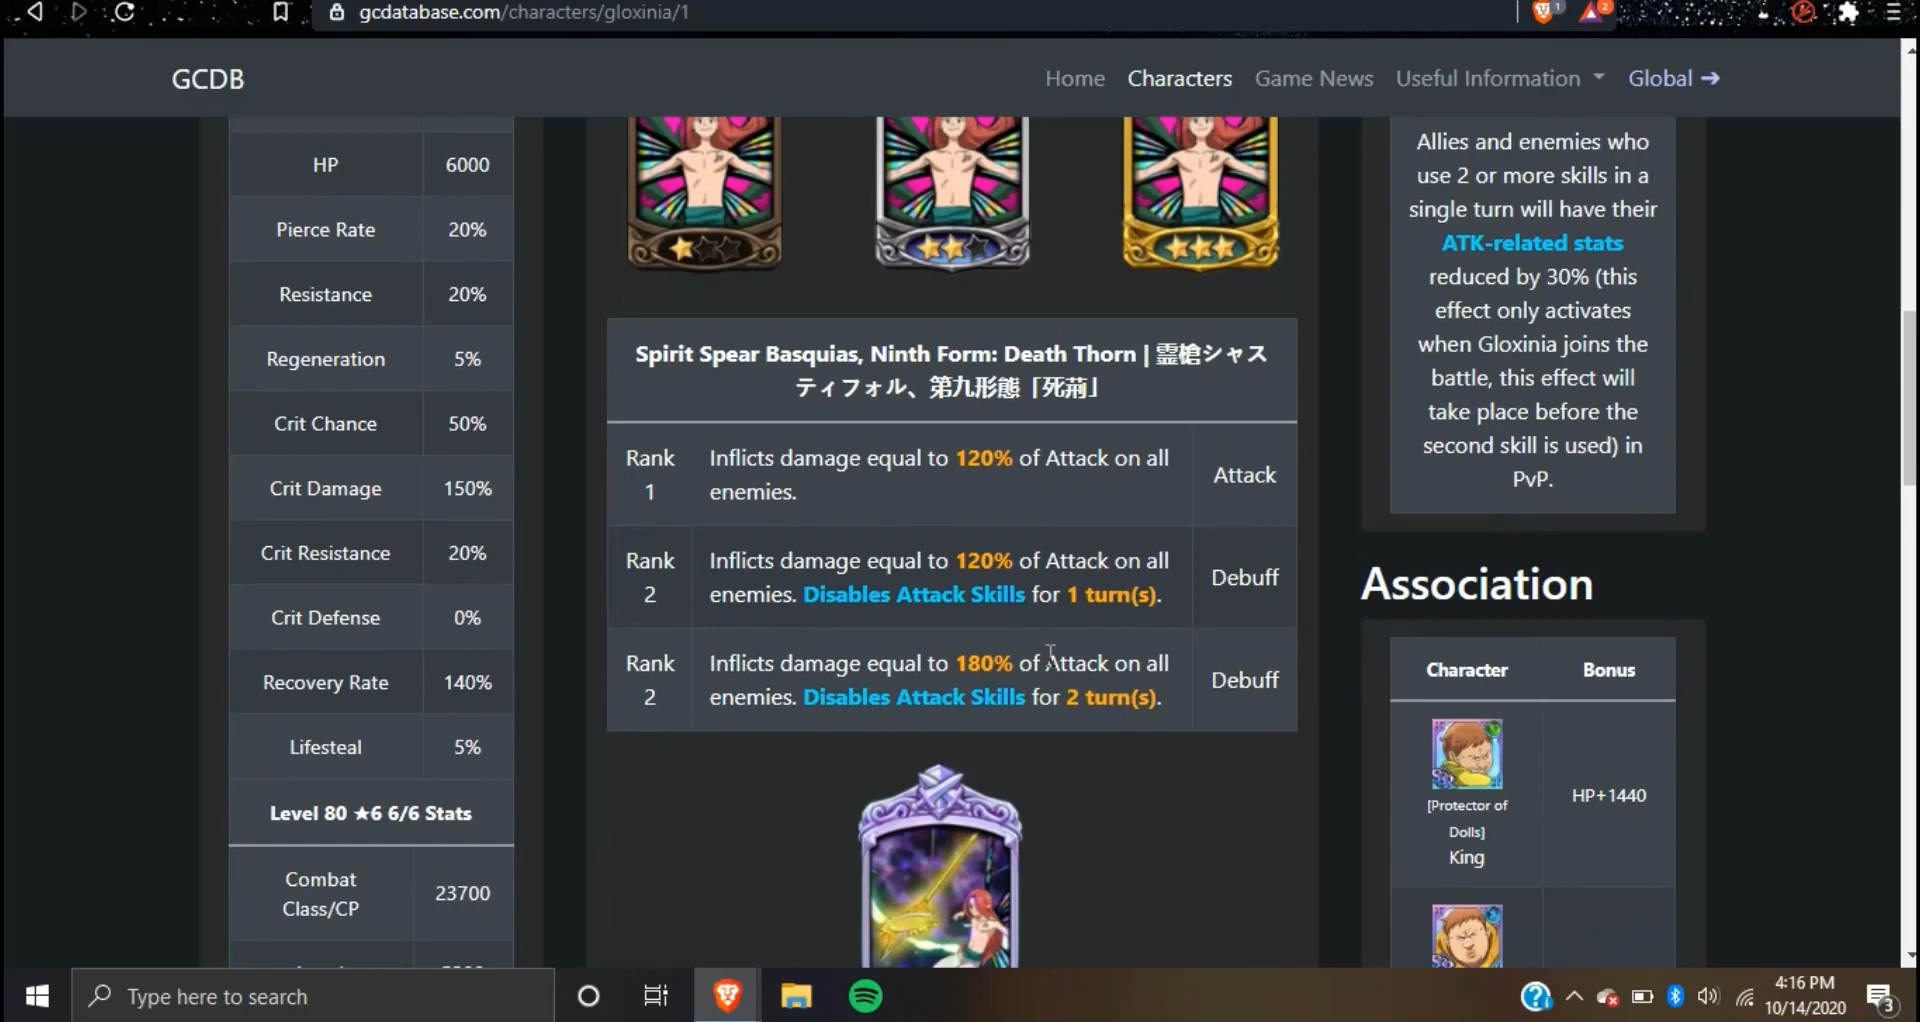 gcdatabase.com/characters/gloxinia/1
1
2
GCDB
Home
Characters
Game News
Useful Information
Global
HP 6000
Pierce Rate 20%
Resistance 20%
Regeneration 5%
Crit Chance 50%
Crit Damage 150%
Crit Resistance 20%
Crit Defense 0%
Recovery Rate 140%
Lifesteal 5%
Level 80 ★6 6/6 Stats
Combat
Class/CP 23700
Spirit Spear Basquias, Ninth Form: Death Thorn | 霊槍シャス
ティフォル、第九形態「死荊」
Rank
1
Inflicts damage equal to 120% of Attack on all
enemies.
Attack
Rank
2
Inflicts damage equal to 120% of Attack on all
enemies. Disables Attack Skills for 1 turn(s).
Debuff
Rank
2
Inflicts damage equal to 180% of Attack on all
enemies. Disables Attack Skills for 2 turn(s).
Debuff
Allies and enemies who
use 2 or more skills in a
single turn will have their
ATK-related stats
reduced by 30% (this
effect only activates
when Gloxinia joins the
battle, this effect will
take place before the
second skill is used) in
PvP.
Association
Character Bonus
[Protector of
Dolls]
King
HP+1440
Type here to search
4:16 PM
10/14/2020
3